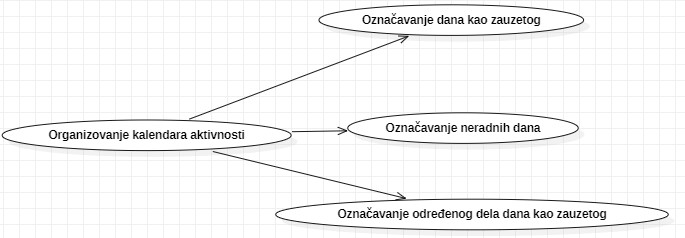 Označavanje dana kao zauzetog
Organizovanje kalendara aktivnosti
Označavanje neradnih dana
Označavanje određenog dela dana kao zauzetog